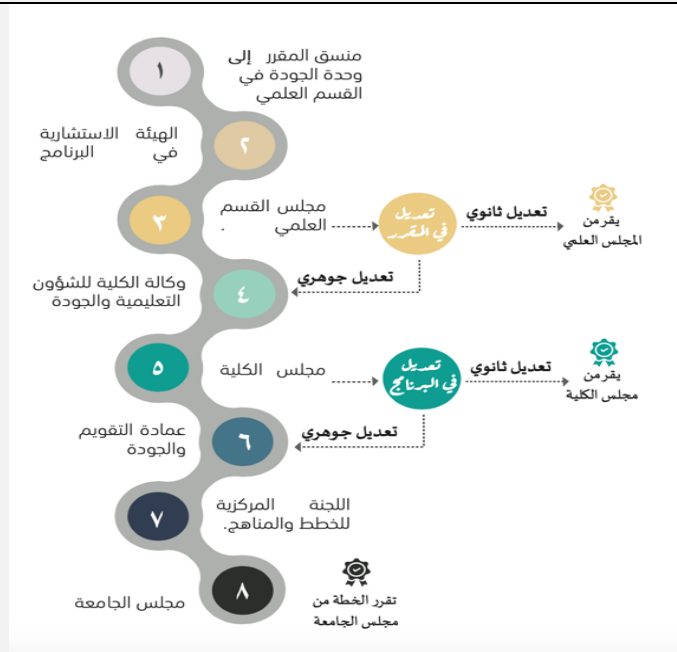 ١
منسق المقرر إلى
وحدة الجودة في
القسم العلمي
٢
الهيئة الاستشارية
في البرنامج
٣
مجلس القسم
العلمي .
تعديل
في المقرر
تعديل ثانوي
يقر من
المجلس العلمي
تعديل جوهري
٤
وكالة الكلية للشؤون
التعليمية والجودة
٥
مجلس الكلية
تعديل
في البرنامج
تعديل ثانوي
يقر من
مجلس الكلية
تعديل جوهري
٦
عمادة التقويم
والجودة
٧
اللجنة المركزية
للخطط والمناهج.
٨
مجلس الجامعة
تقرر الخطة من
مجلس الجامعة